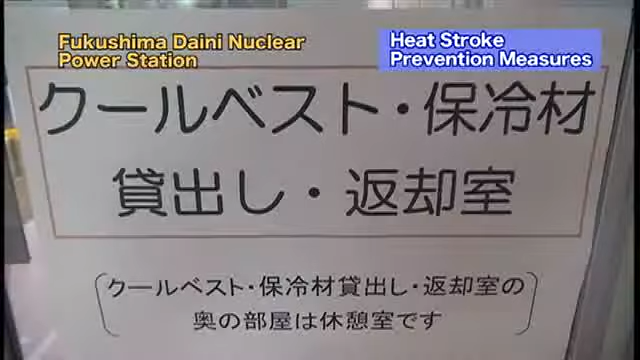 Fukushima Daini Nuclear
Power Station
Heat Stroke
Prevention Measures
クールベスト・保冷材
貸出し・返却室
クールベスト・保冷材貸出し・返却室の
奥の部屋は休憩室です